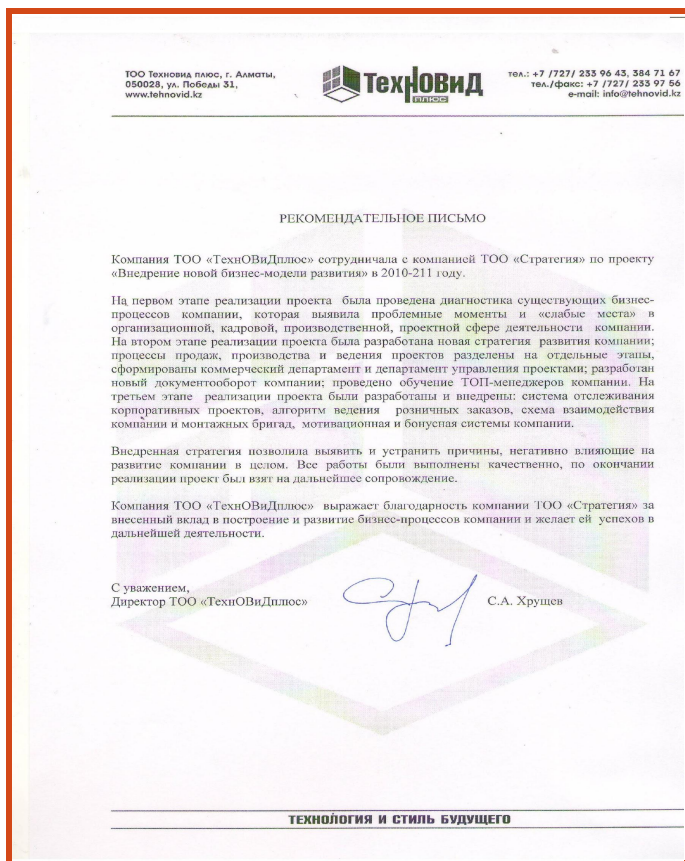 ТОО Техновид плюс, г. Алматы,
050028, ул. Победы 31,
www.tehnovid.kz
ТехНОВИД
ПЛЮС
тел.: +7 /727/ 233 96 43, 384 71 67
тел./факс: +7 /727/ 233 97 56
e-mail: info@tehnovid.kz
РЕКОМЕНДАТЕЛЬНОЕ ПИСЬМО
Компания ТОО «ТехнОВиДплюс» сотрудничала с компанией ТОО «Стратегия» по проекту
«Внедрение новой бизнес-модели развития» в 2010-211 году.
На первом этапе реализации проекта была проведена диагностика существующих бизнес-
процессов компании, которая выявила проблемные моменты и «слабые места» в
организационной, кадровой, производственной, проектной сфере деятельности компании.
На втором этапе реализации проекта была разработана новая стратегия развития компании;
процессы продаж, производства и ведения проектов разделены на отдельные этапы,
сформированы коммерческий департамент и департамент управления проектами; разработан
новый документооборот компании; проведено обучение ТОП-менеджеров компании. На
третьем этапе реализации проекта были разработаны и внедрены: система отслеживания
корпоративных проектов, алгоритм ведения розничных заказов, схема взаимодействия
компании и монтажных бригад, мотивационная и бонусная системы компании.
Внедренная стратегия позволила выявить и устранить причины, негативно влияющие на
развитие компании в целом. Все работы были выполнены качественно, по окончании
реализации проект был взят на дальнейшее сопровождение.
Компания ТОО «ТехнОВиДплюс» выражает благодарность компании ТОО «Стратегия» за
внесенный вклад в построение и развитие бизнес-процессов компании и желает ей успехов в
дальнейшей деятельности.
С уважением,
Директор ТОО «ТехнОВиДплюс» С.А. Хрущев
ТЕХНОЛОГИЯ И СТИЛЬ БУДУЩЕГО